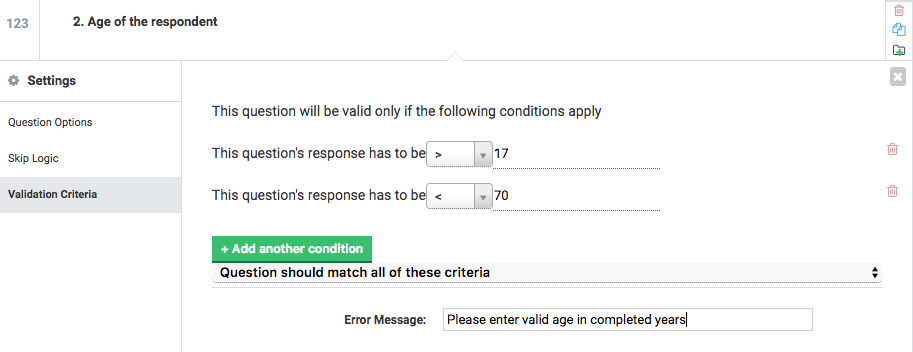 123
2. Age of the respondent
Settings
Question Options
Skip Logic
Validation Criteria
This question will be valid only if the following conditions apply
This question's response has to be > 17
This question's response has to be < 70
+ Add another condition
Question should match all of these criteria
Error Message: Please enter valid age in completed years